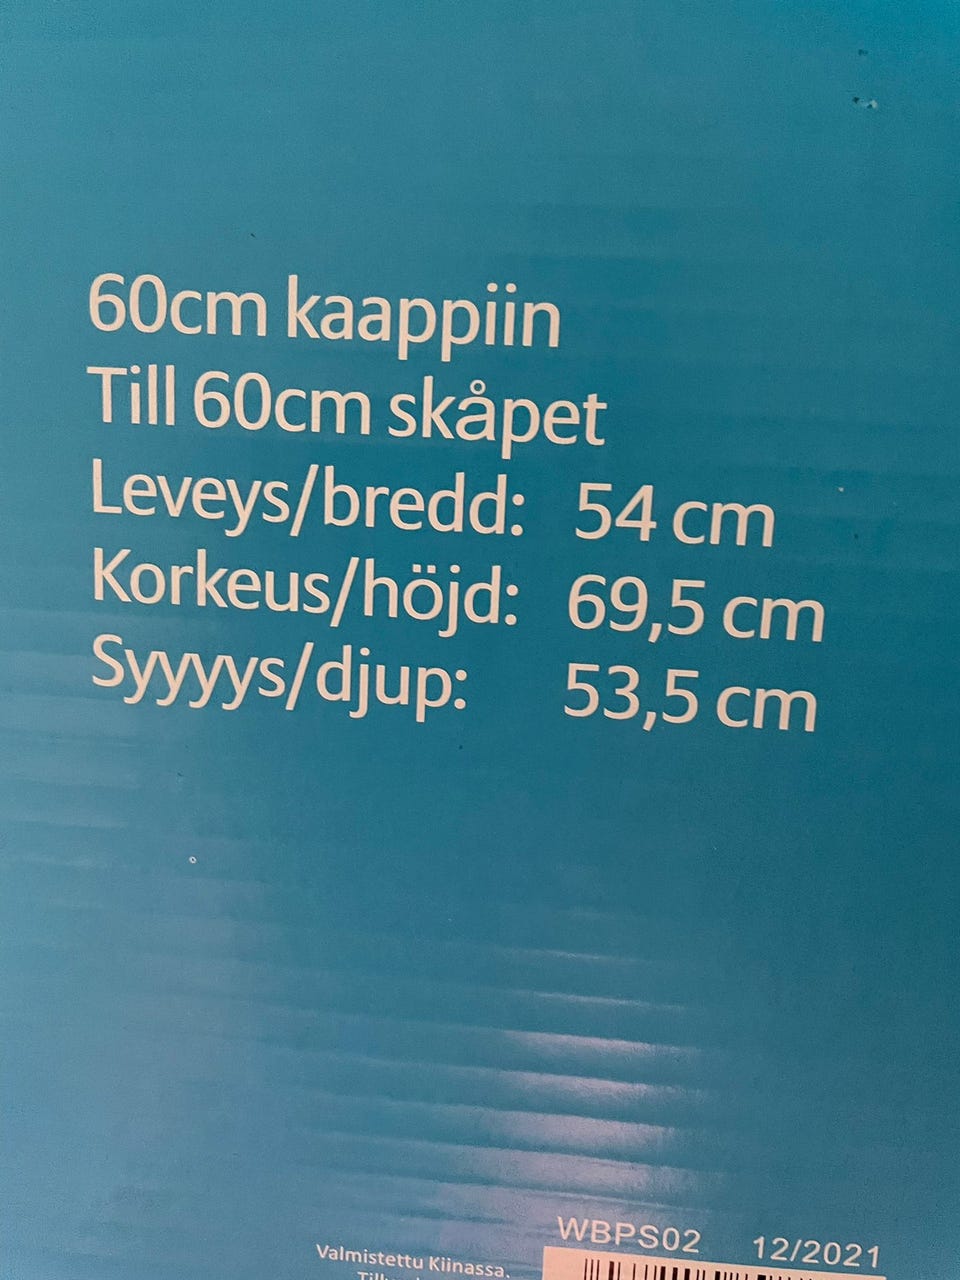 60cm kaappiin
Till 60cm skåpet
Leveys/bredd: 54 cm
Korkeus/höjd: 69,5 cm
Syyyys/djup: 53,5 cm
WBPS02 12/2021
Valmistettu Kiinassa.